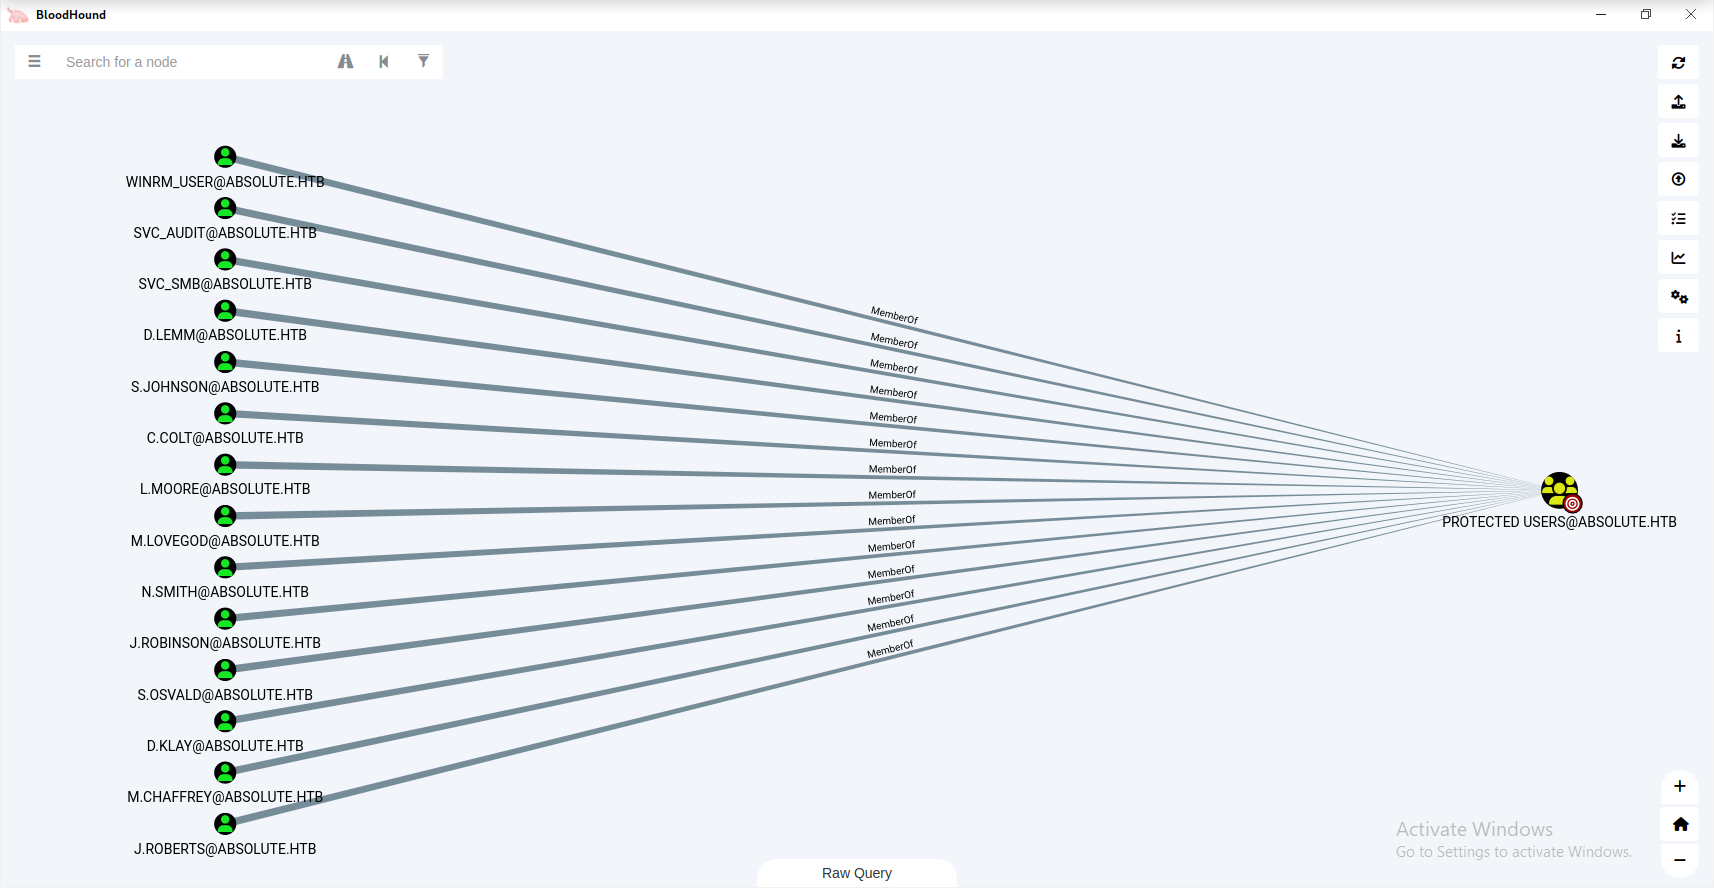 BloodHound
Search for a node
WINRM_USER@ABSOLUTE.HTB
SVC_AUDIT@ABSOLUTE.HTB
SVC_SMB@ABSOLUTE.HTB
D.LEMM@ABSOLUTE.HTB
S.JOHNSON@ABSOLUTE.HTB
C.COLT@ABSOLUTE.HTB
L.MOORE@ABSOLUTE.HTB
M.LOVEGOD@ABSOLUTE.HTB
N.SMITH@ABSOLUTE.HTB
J.ROBINSON@ABSOLUTE.HTB
S.OSVALD@ABSOLUTE.HTB
D.KLAY@ABSOLUTE.HTB
M.CHAFFREY@ABSOLUTE.HTB
J.ROBERTS@ABSOLUTE.HTB
MemberOf
MemberOf
MemberOf
MemberOf
MemberOf
MemberOf
MemberOf
MemberOf
MemberOf
MemberOf
MemberOf
MemberOf
MemberOf
MemberOf
PROTECTED USERS@ABSOLUTE.HTB
Activate Windows
Go to Settings to activate Windows.
Raw Query